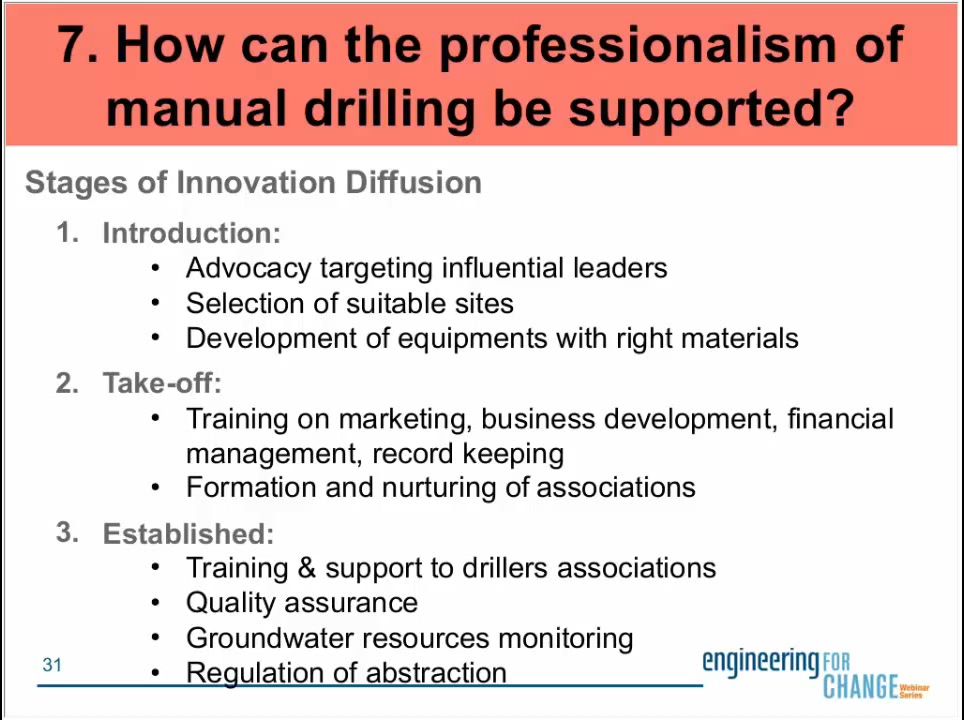 7. How can the professionalism of
manual drilling be supported?
Stages of Innovation Diffusion
1. Introduction:
• Advocacy targeting influential leaders
• Selection of suitable sites
• Development of equipments with right materials
2. Take-off:
• Training on marketing, business development, financial
management, record keeping
• Formation and nurturing of associations
3. Established:
• Training & support to drillers associations
• Quality assurance
• Groundwater resources monitoring
• Regulation of abstraction
31
engineering FOR
CHANGE Webinar
Series